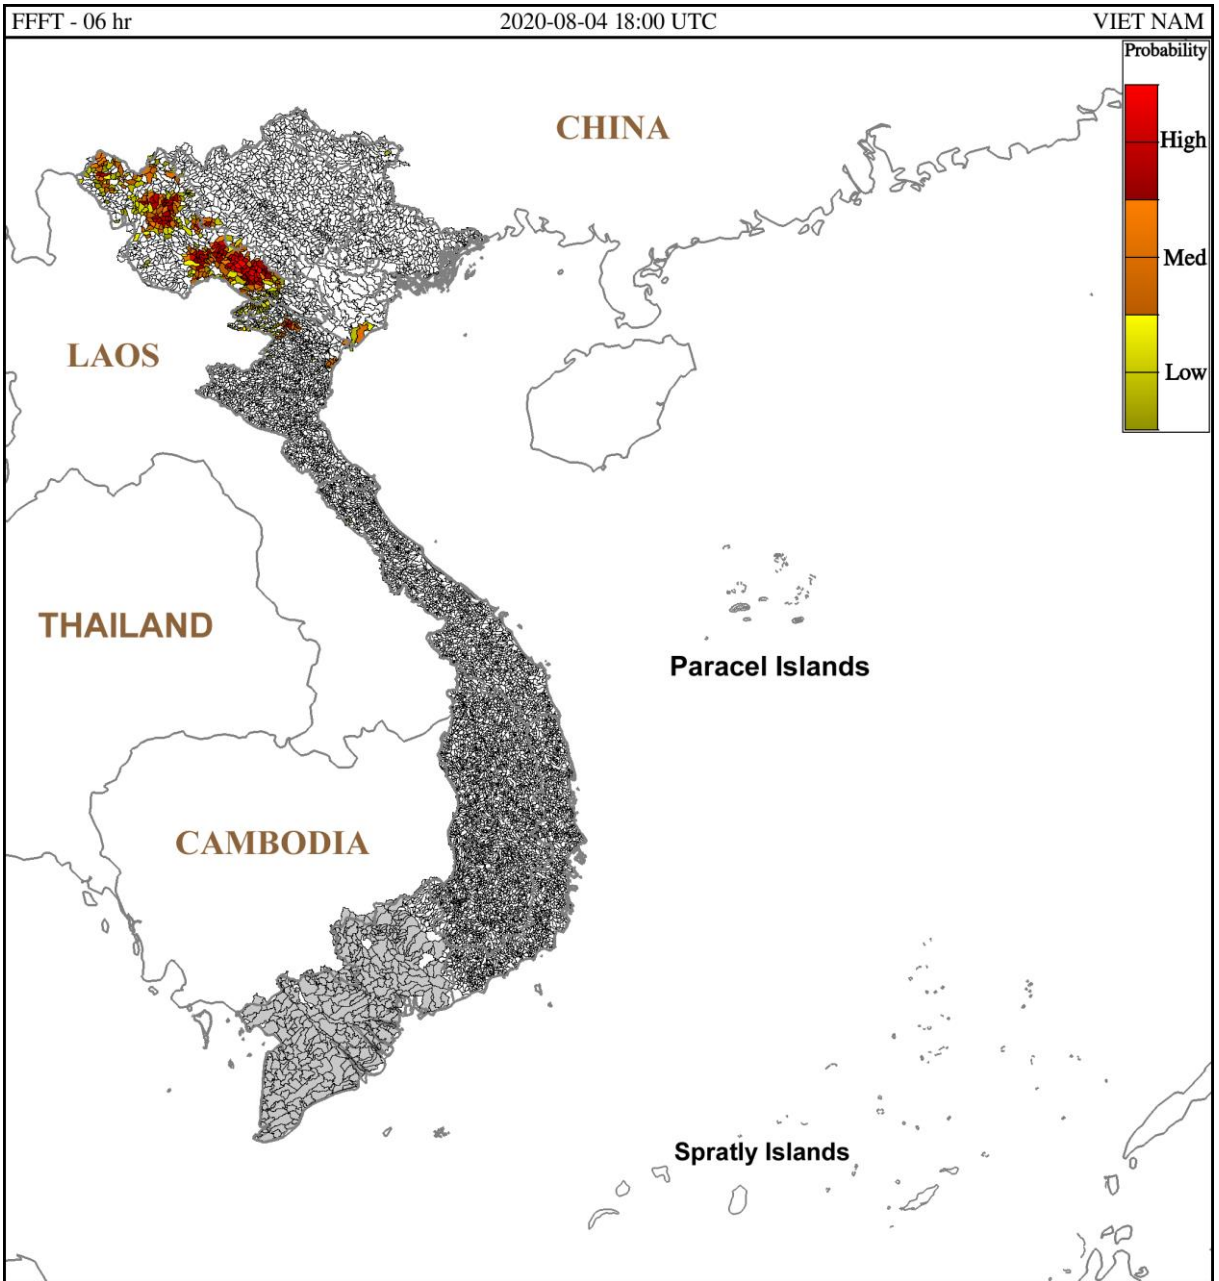 FFFT - 06 hr
2020-08-04 18:00 UTC
VIET NAM
Probability
High
Med
Low
CHINA
LAOS
THAILAND
Paracel Islands
CAMBODIA
Spratly Islands